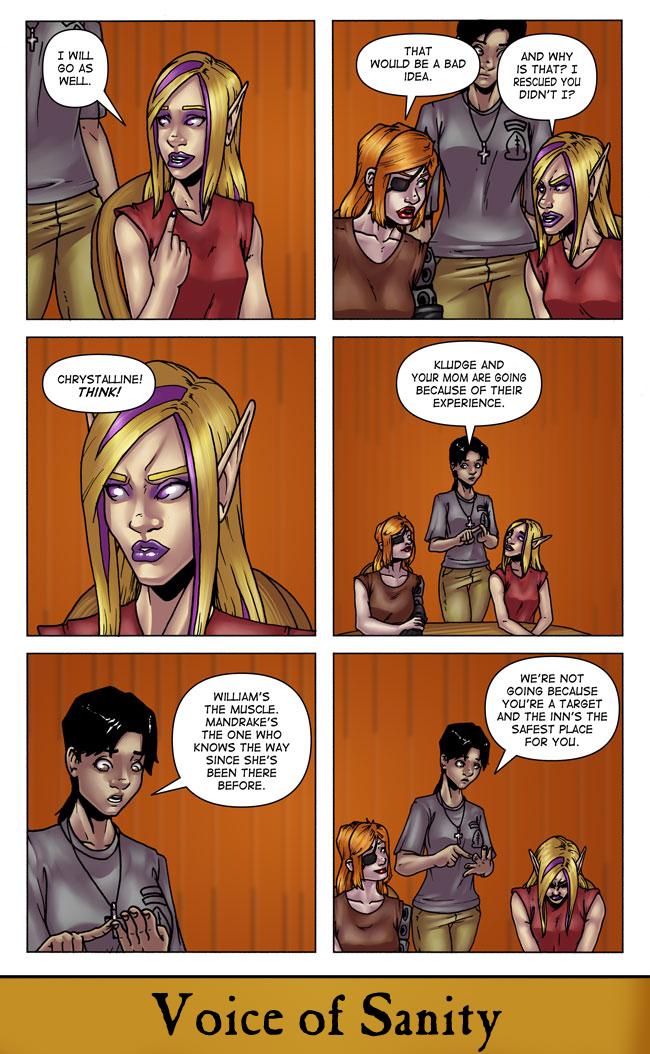 I WILL
GO AS
WELL.
THAT
WOULD BE A BAD
IDEA.
AND WHY
IS THAT? I
RESCUED YOU
DIDN'T I?
CHRYSTALLINE!
THINK!
KLUDGE AND
YOUR MOM ARE GOING
BECAUSE OF THEIR
EXPERIENCE.
WILLIAM'S
THE MUSCLE.
MANDRAKE'S
THE ONE WHO
KNOWS THE WAY
SINCE SHE'S
BEEN THERE
BEFORE.
WE'RE NOT
GOING BECAUSE
YOU'RE A TARGET
AND THE INN'S THE
SAFEST PLACE
FOR YOU.
Voice of Sanity